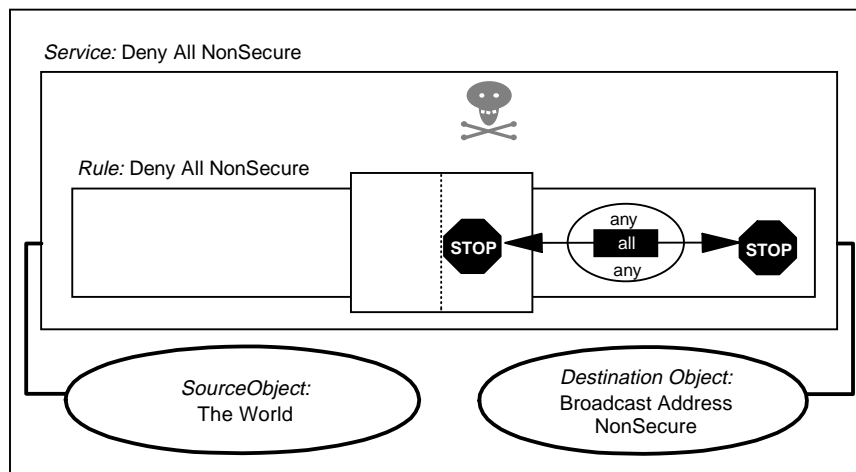 Service: Deny All NonSecure
Rule: Deny All NonSecure
STOP
any
all
any
STOP
SourceObject:
The World
Destination Object:
Broadcast Address
NonSecure